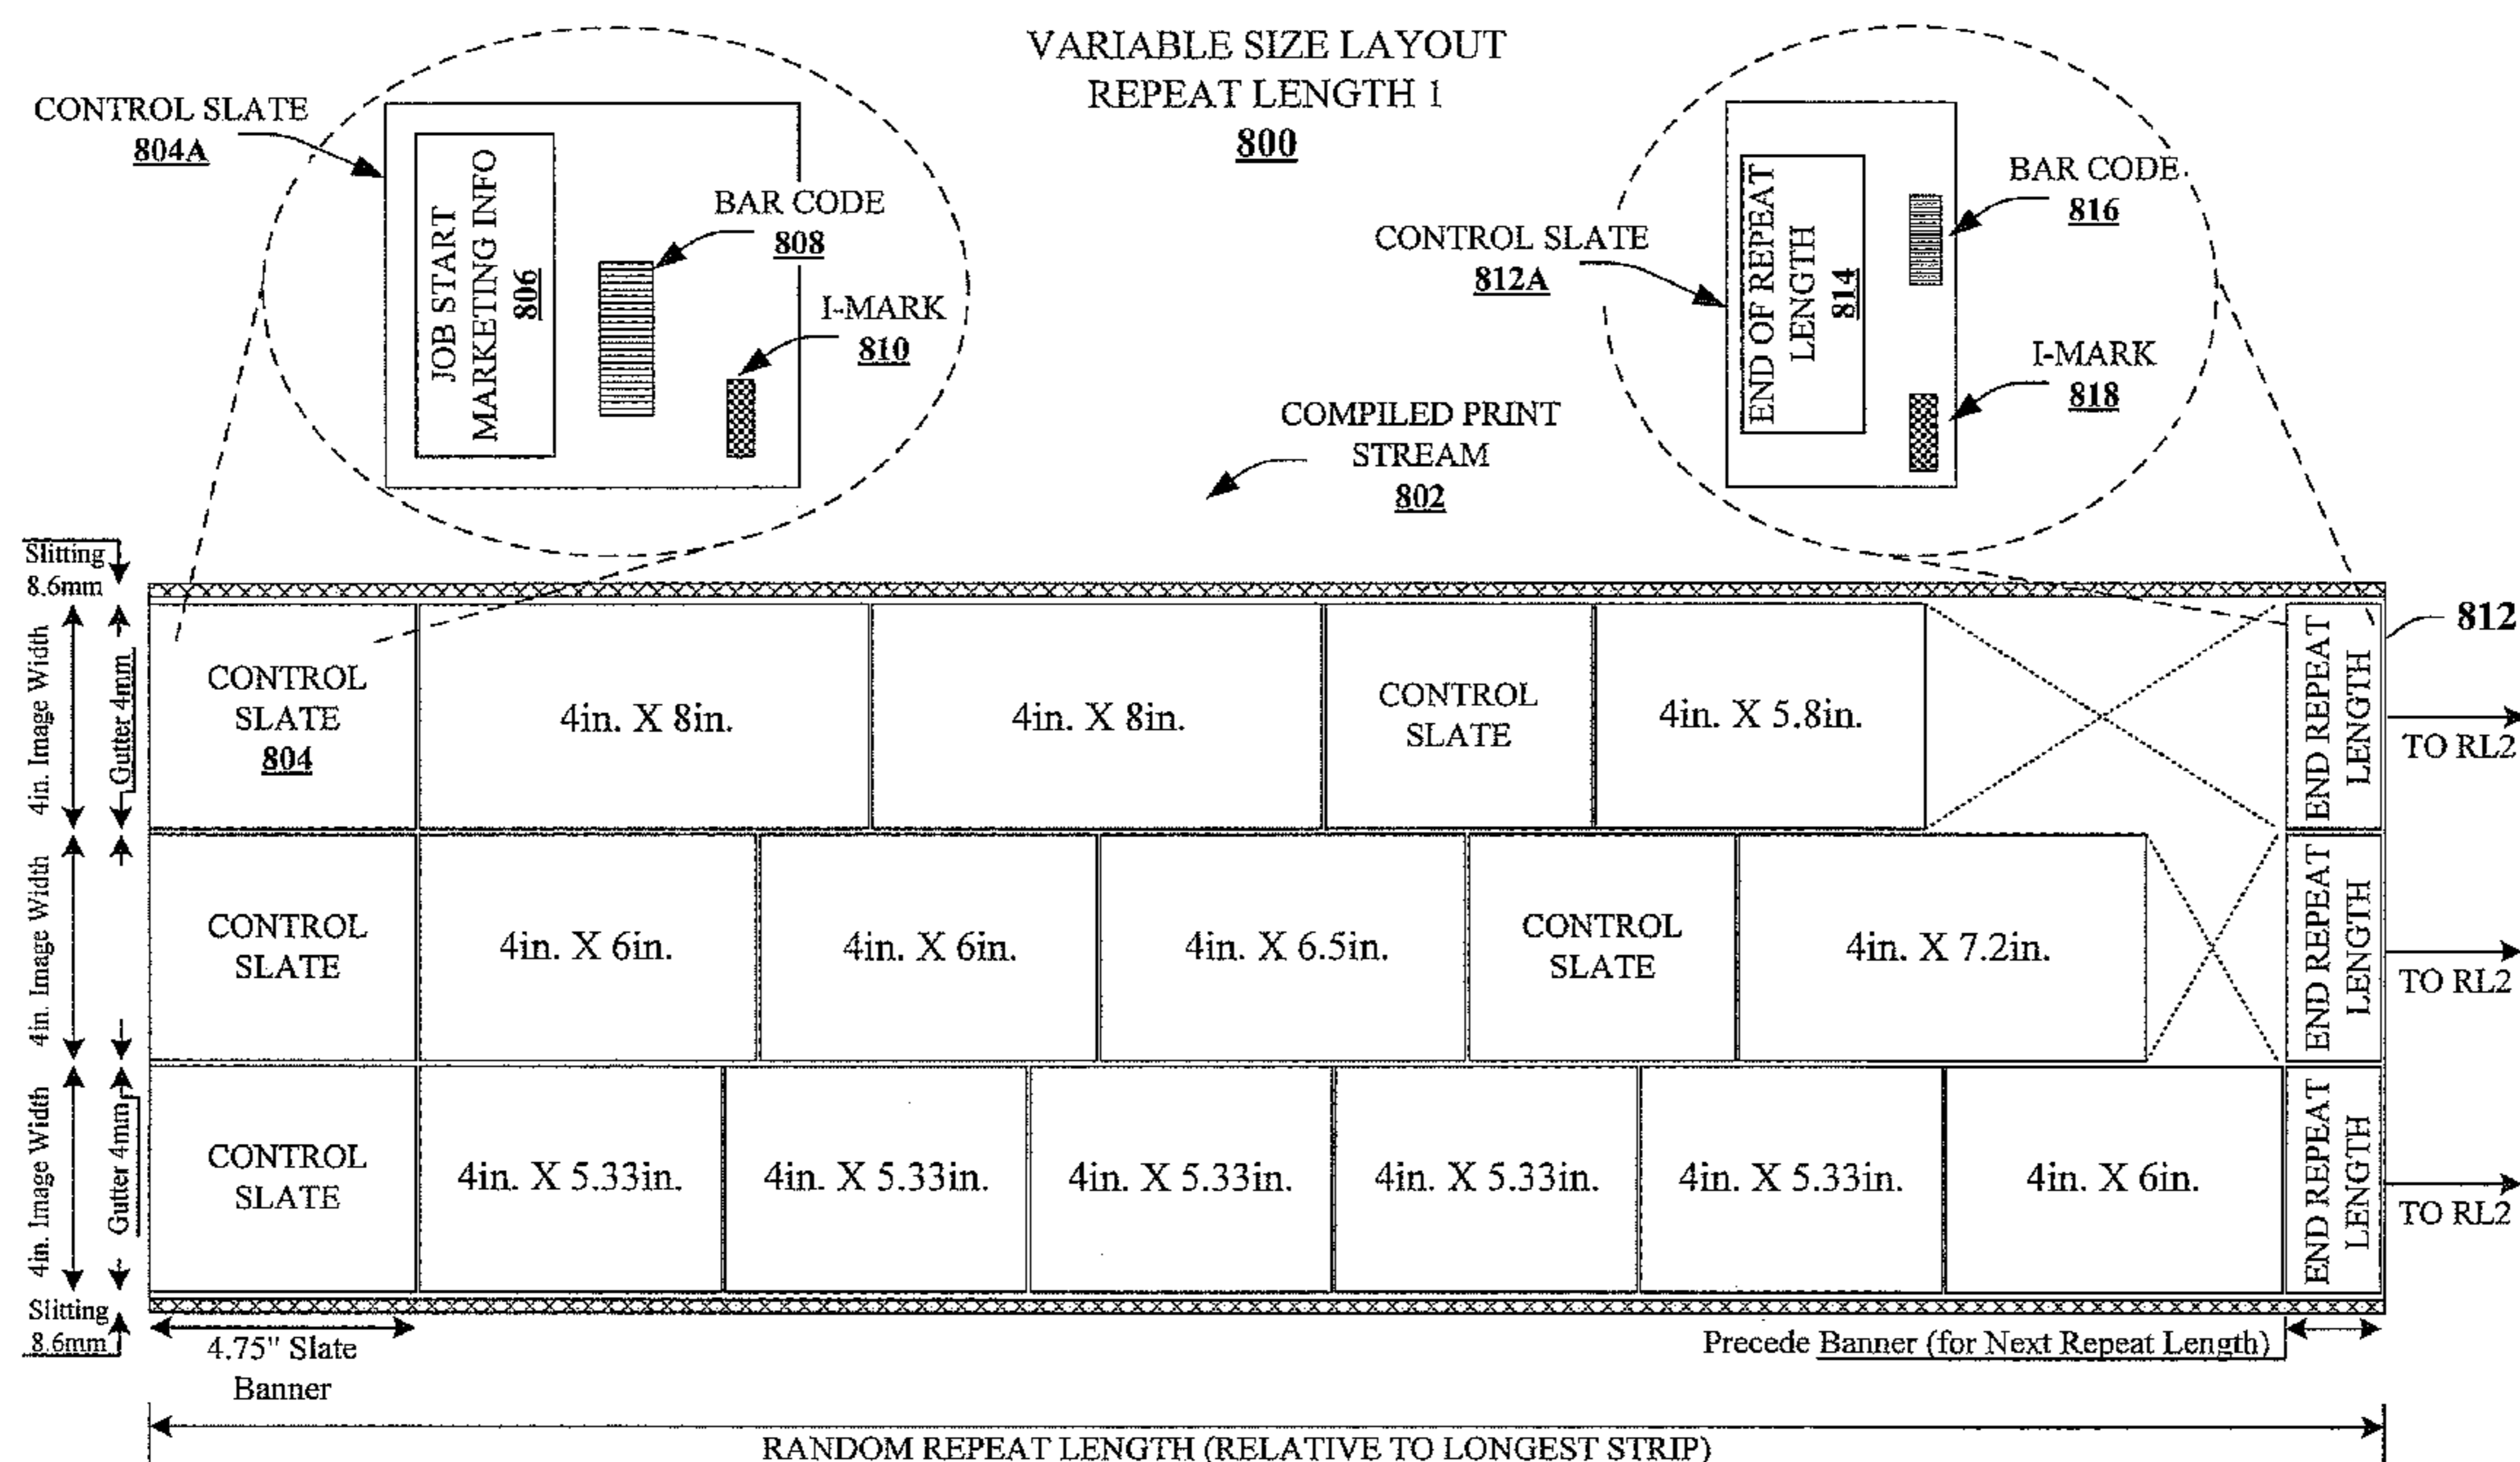 VARIABLE SIZE LAYOUT
REPEAT LENGTH 1
800
CONTROL SLATE
804A
JOB START
MARKETING INFO
806
BAR CODE
808
I-MARK
810
CONTROL SLATE
812A
END OF REPEAT
LENGTH
814
BAR CODE
816
I-MARK
818
COMPILED PRINT
STREAM
802
Slitting
8.6mm
812
4in. Image Width
Gutter 4mm
CONTROL
SLATE
804
4in. X 8in.
4in. X 8in.
CONTROL
SLATE
4in. X 5.8in.
END REPEAT
LENGTH
TO RL2
4in. Image Width
CONTROL
SLATE
4in. X 6in.
4in. X 6in.
4in. X 6.5in.
CONTROL
SLATE
4in. X 7.2in.
END REPEAT
LENGTH
TO RL2
4in. Image Width
Gutter 4mm
CONTROL
SLATE
4in. X 5.33in.
4in. X 5.33in.
4in. X 5.33in.
4in. X 5.33in.
4in. X 5.33in.
4in. X 6in.
END REPEAT
LENGTH
TO RL2
Slitting
8.6mm
4.75" Slate
Banner
Precede Banner (for Next Repeat Length)
RANDOM REPEAT LENGTH (RELATIVE TO LONGEST STRIP)